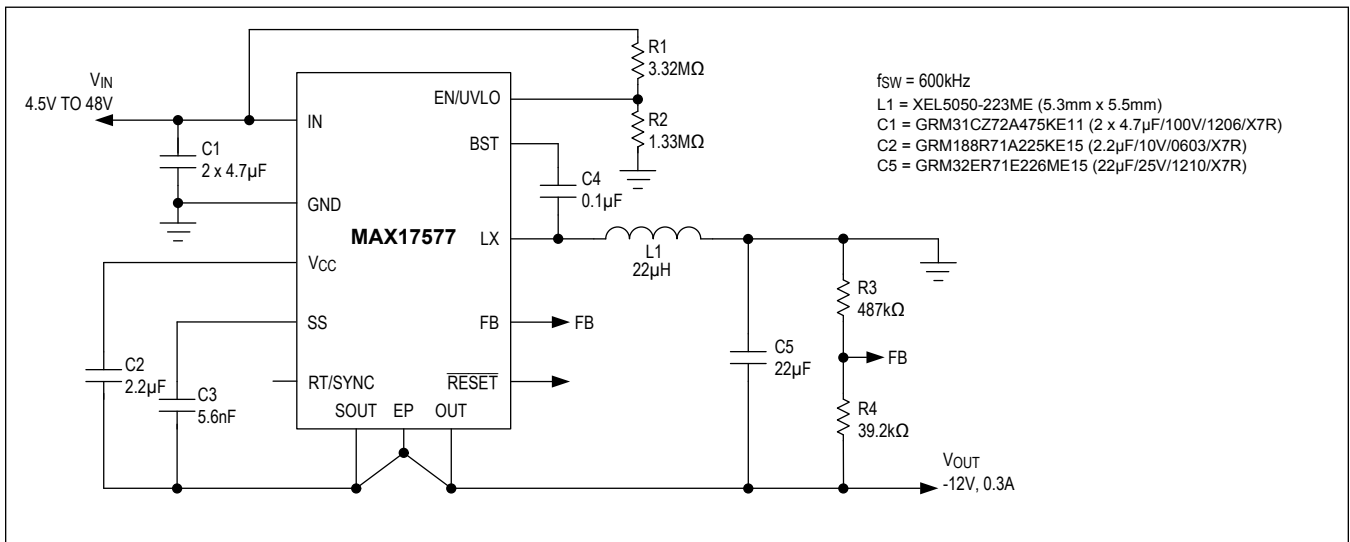 VIN
4.5V TO 48V
C1
2 x 4.7µF
IN
GND
VCC
SS
RT/SYNC
SOUT
EP
OUT
MAX17577
EN/UVLO
BST
LX
FB
RESET
C2
2.2µF
C3
5.6nF
R1
3.32MΩ
R2
1.33MΩ
C4
0.1µF
L1
22µH
FB
C5
22µF
R3
487kΩ
FB
R4
39.2kΩ
VOUT
-12V, 0.3A
fSW = 600kHz
L1 = XEL5050-223ME (5.3mm x 5.5mm)
C1 = GRM31CZ72A475KE11 (2 x 4.7µF/100V/1206/X7R)
C2 = GRM188R71A225KE15 (2.2µF/10V/0603/X7R)
C5 = GRM32ER71E226ME15 (22µF/25V/1210/X7R)